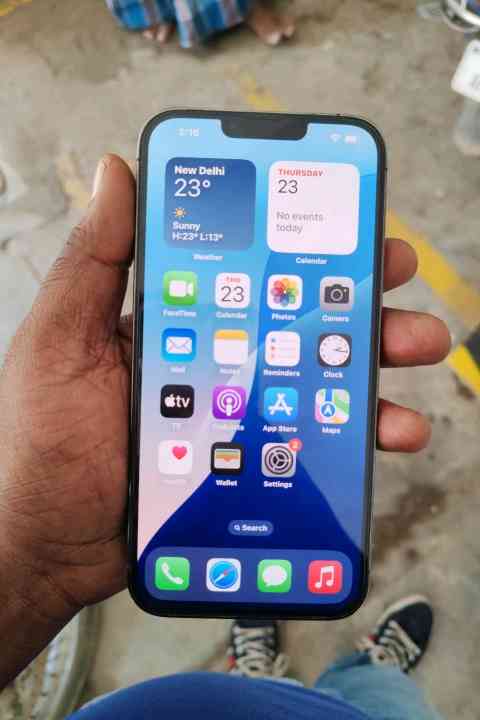 2:16
New Delhi
23°
Sunny
H:23° L:13°
Weather
THURSDAY
23
No events
today
Calendar
FaceTime
THU
23
Calendar
Photos
Camera
Mail
Notes
Reminders
Clock
tv
TV
Podcasts
App Store
Maps
Health
Wallet
2
Settings
Search